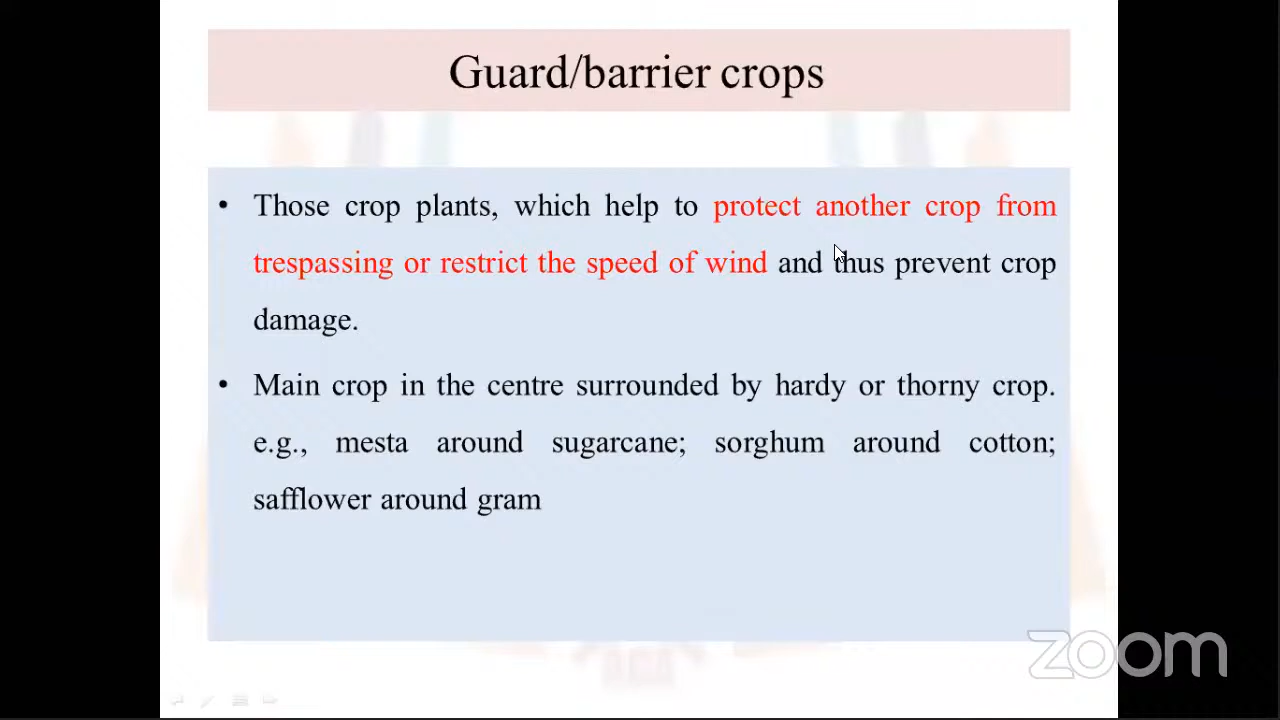 Guard/barrier crops
• Those crop plants, which help to protect another crop from
trespassing or restrict the speed of wind and thus prevent crop
damage.
• Main crop in the centre surrounded by hardy or thorny crop.
e.g., mesta around sugarcane; sorghum around cotton;
safflower around gram
zoom